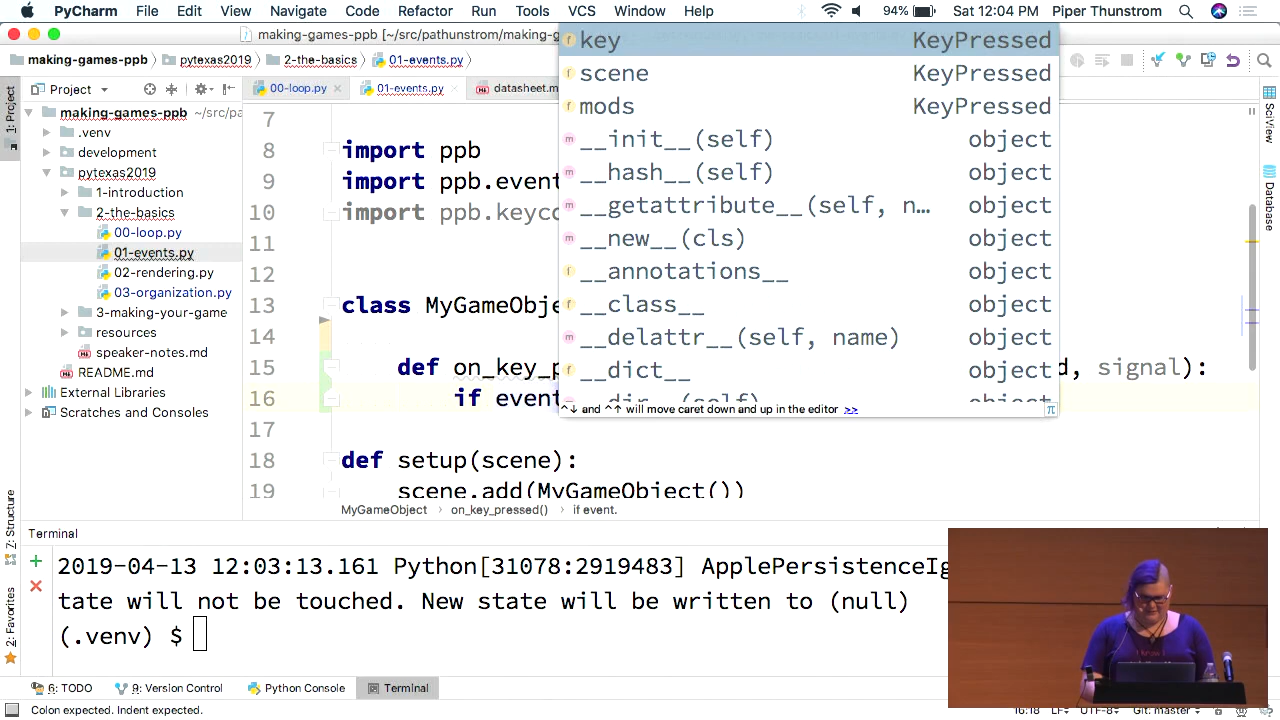 PyCharm File Edit View Navigate Code Refactor Run Tools VCS Window Help 94% Sat 12:04 PM Piper Thunstrom
making-games-ppb [~/src/pathunstrom/making-g
making-games-ppb pytexas2019 2-the-basics 01-events.py
1: Project
Project
00-loop.py
01-events.py
datasheet.m
making-games-ppb ~/src/pa
.venv
development
pytexas2019
1-introduction
2-the-basics
00-loop.py
01-events.py
02-rendering.py
03-organization.py
3-making-your-game
resources
speaker-notes.md
README.md
External Libraries
Scratches and Consoles
7
8 import ppb
9 import ppb.event
10 import ppb.keyco
11
12
13 class MyGameObje
14
15 def on_key_p d, signal):
16 if event
17
18 def setup(scene):
19 scene.add(MyGameObject())
MyGameObject on_key_pressed() if event.
key KeyPressed
scene KeyPressed
mods KeyPressed
__init__(self) object
__hash__(self) object
__getattribute__(self, n… object
__new__(cls) object
__annotations__ object
__class__ object
__delattr__(self, name) object
__dict__ object
__dir__(self) object
^↓ and ^↑ will move caret down and up in the editor >>
π
SciView
Database
7: Structure
2: Favorites
Terminal
2019-04-13 12:03:13.161 Python[31078:2919483] ApplePersistenceIg
tate will not be touched. New state will be written to (null)
(.venv) $
6: TODO 9: Version Control Python Console Terminal
Colon expected. Indent expected. 16:18 LF÷ UTF-8÷ Git: master÷